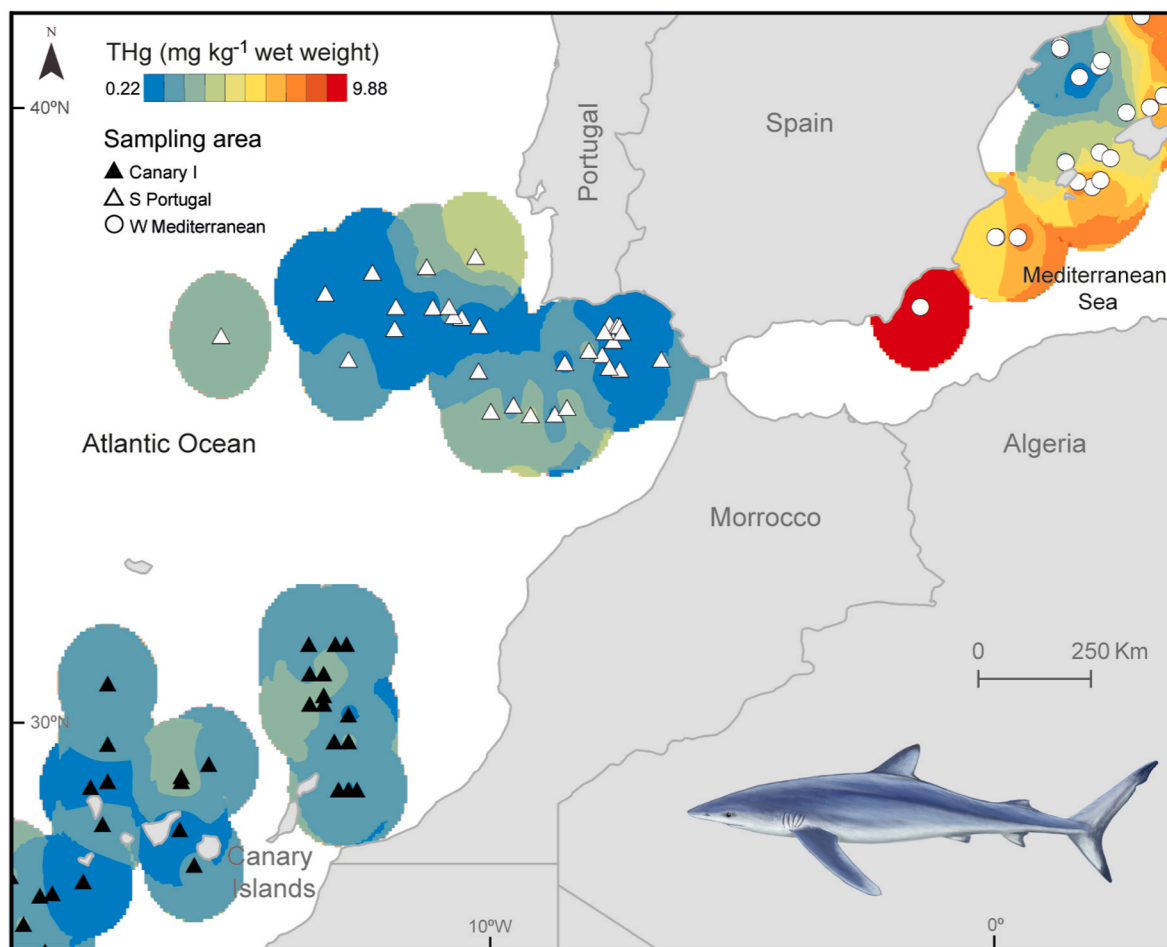 N
THg (mg kg⁻¹ wet weight)
0.22 9.88
40ºN
Sampling area
Canary I
S Portugal
W Mediterranean
Portugal
Spain
Mediterranean
Sea
Atlantic Ocean
Algeria
Morrocco
0 250 Km
30ºN
Canary
Islands
10ºW
0º